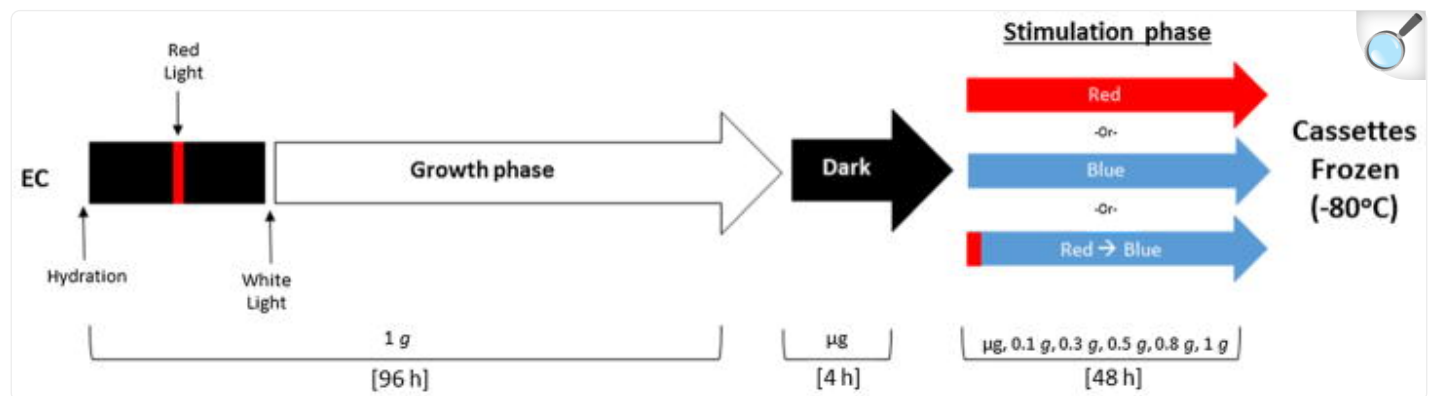 Stimulation phase
Red
Light
EC
Hydration
White
Light
Growth phase
Dark
Red
-Or-
Blue
-Or-
Red → Blue
Cassettes
Frozen
(-80°C)
1 g
[96 h]
µg
[4 h]
µg, 0.1 g, 0.3 g, 0.5 g, 0.8 g, 1 g
[48 h]